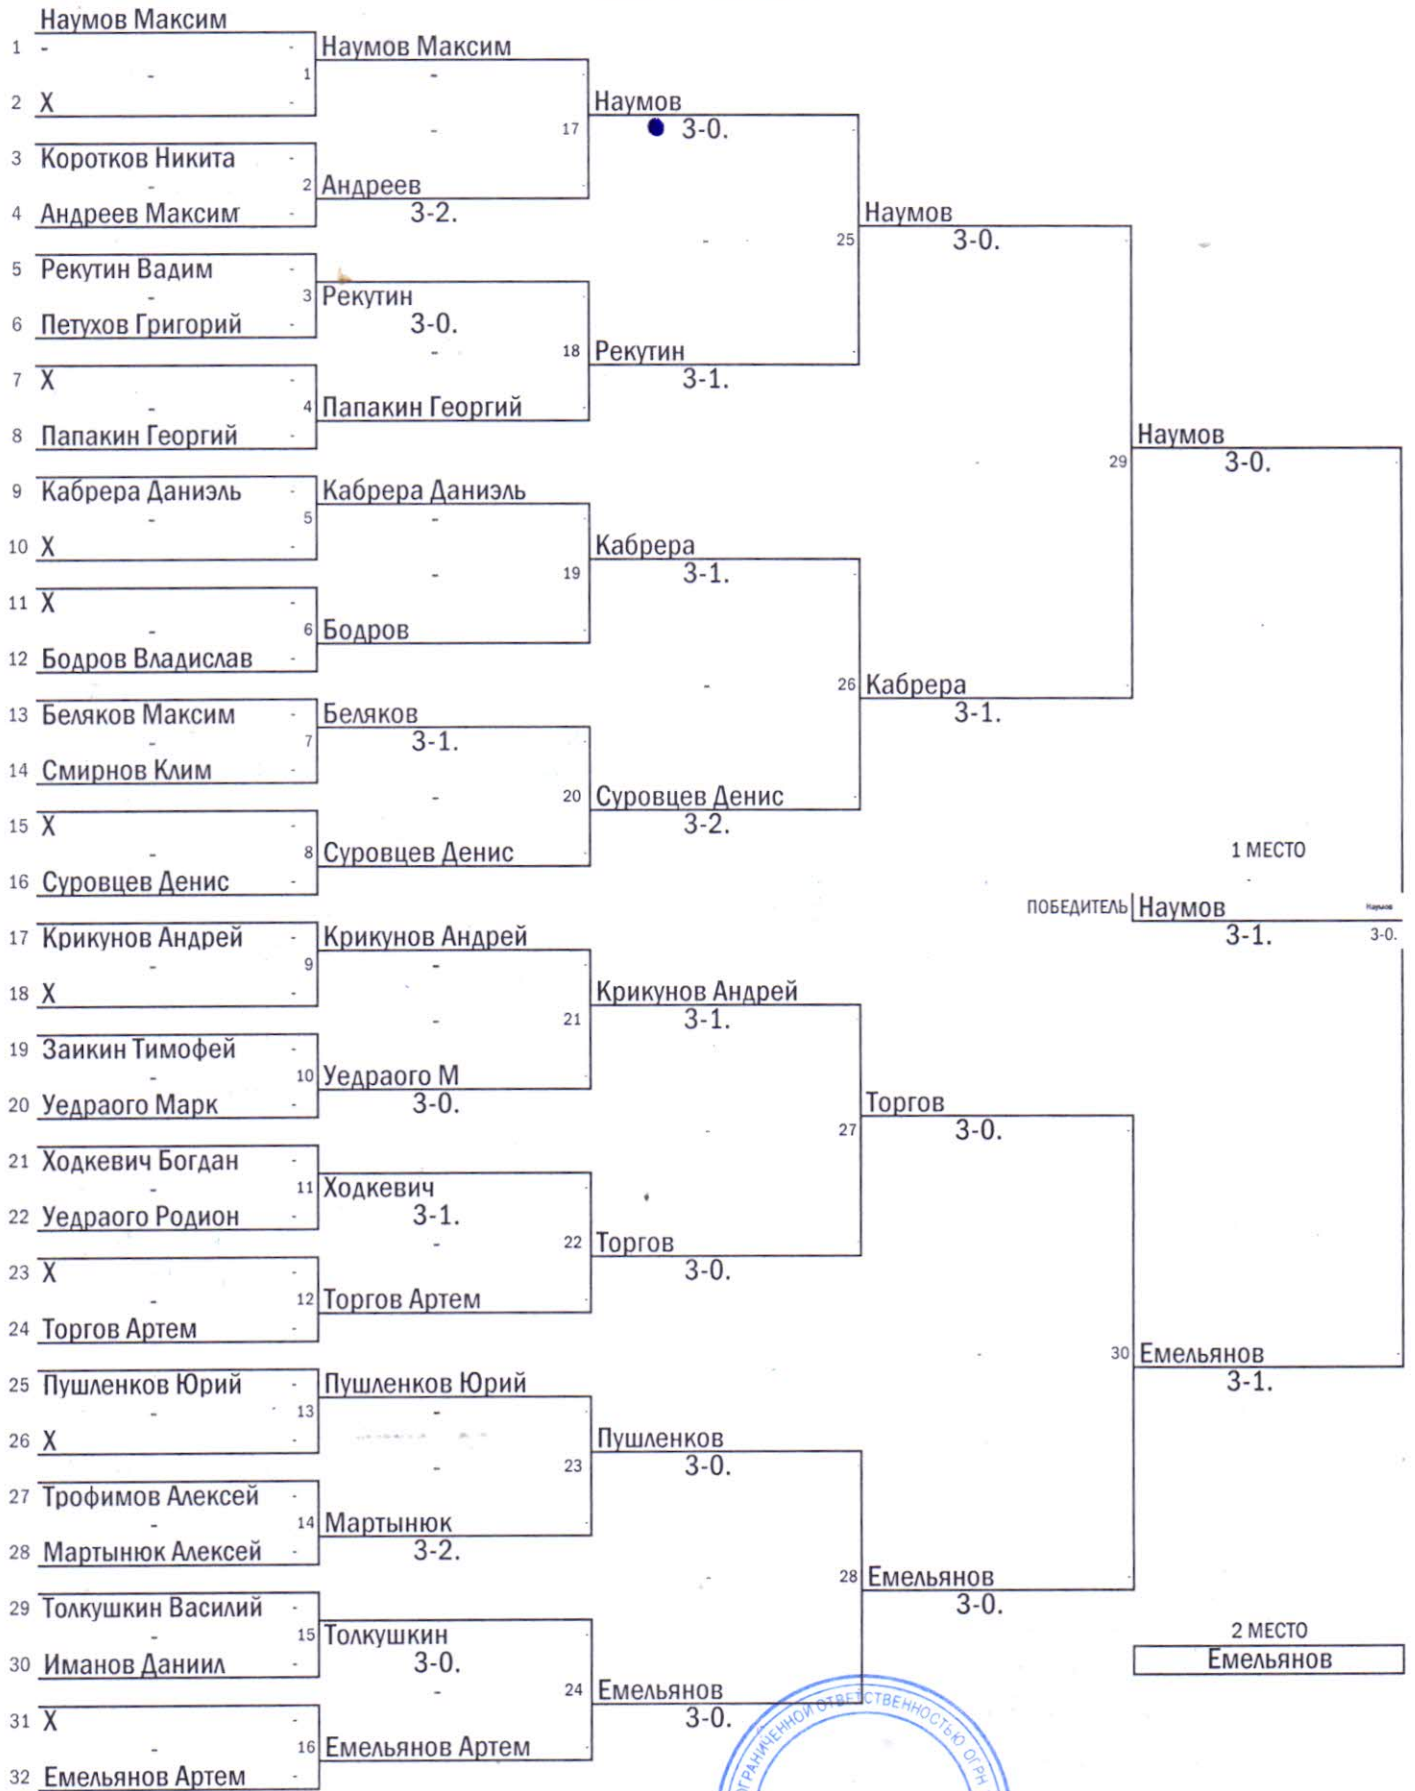 Наумов Максим
1 -
2 X
1 Наумов Максим
3 Коротков Никита
4 Андреев Максим
2 Андреев
3-2.
17 Наумов
3-0.
5 Рекутин Вадим
6 Петухов Григорий
3 Рекутин
3-0.
7 X
8 Папакин Георгий
4 Папакин Георгий
18 Рекутин
3-1.
25 Наумов
3-0.
9 Кабрера Даниэль
10 X
5 Кабрера Даниэль
11 X
12 Бодров Владислав
6 Бодров
19 Кабрера
3-1.
13 Беляков Максим
14 Смирнов Клим
7 Беляков
3-1.
15 X
16 Суровцев Денис
8 Суровцев Денис
20 Суровцев Денис
3-2.
26 Кабрера
3-1.
29 Наумов
3-0.
1 МЕСТО
ПОБЕДИТЕЛЬ Наумов
Наумов
3-1.
3-0.
17 Крикунов Андрей
18 X
9 Крикунов Андрей
19 Заикин Тимофей
20 Уедраого Марк
10 Уедраого М
3-0.
21 Крикунов Андрей
3-1.
21 Ходкевич Богдан
22 Уедраого Родион
11 Ходкевич
3-1.
23 X
24 Торгов Артем
12 Торгов Артем
22 Торгов
3-0.
27 Торгов
3-0.
25 Пушленков Юрий
26 X
13 Пушленков Юрий
27 Трофимов Алексей
28 Мартынюк Алексей
14 Мартынюк
3-2.
23 Пушленков
3-0.
29 Толкушкин Василий
30 Иманов Даниил
15 Толкушкин
3-0.
31 X
32 Емельянов Артем
16 Емельянов Артем
24 Емельянов
3-0.
28 Емельянов
3-0.
30 Емельянов
3-1.
2 МЕСТО
Емельянов
ОГРАНИЧЕННОЙ ОТВЕТСТВЕННОСТЬЮ ОГРН